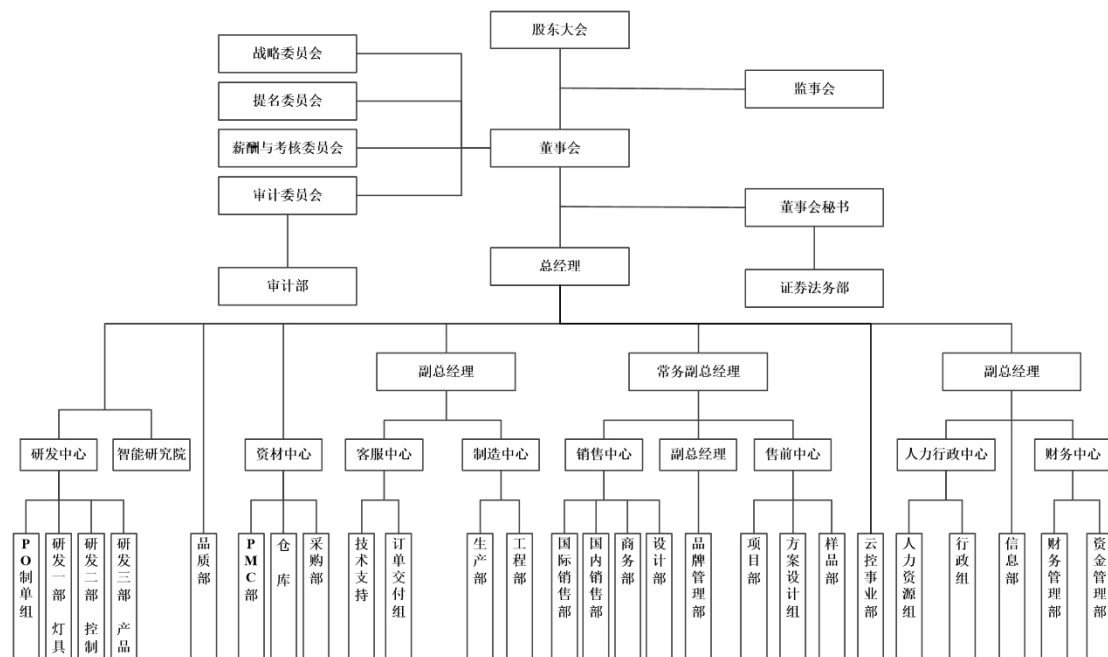 股东大会
战略委员会
监事会
提名委员会
薪酬与考核委员会
董事会
审计委员会
董事会秘书
总经理
审计部
证券法务部
副总经理
常务副总经理
副总经理
研发中心
智能研究院
资材中心
客服中心
制造中心
销售中心
副总经理
售前中心
人力行政中心
财务中心
PO制单组
研发一部 灯具
研发二部 控制
研发三部 产品
品质部
PMC部
仓 库
采购部
技术支持
订单交付组
生产部
工程部
国际销售部
国内销售部
商务部
设计部
品牌管理部
项目部
方案设计组
样品部
云控事业部
人力资源组
行政组
信息部
财务管理部
资金管理部